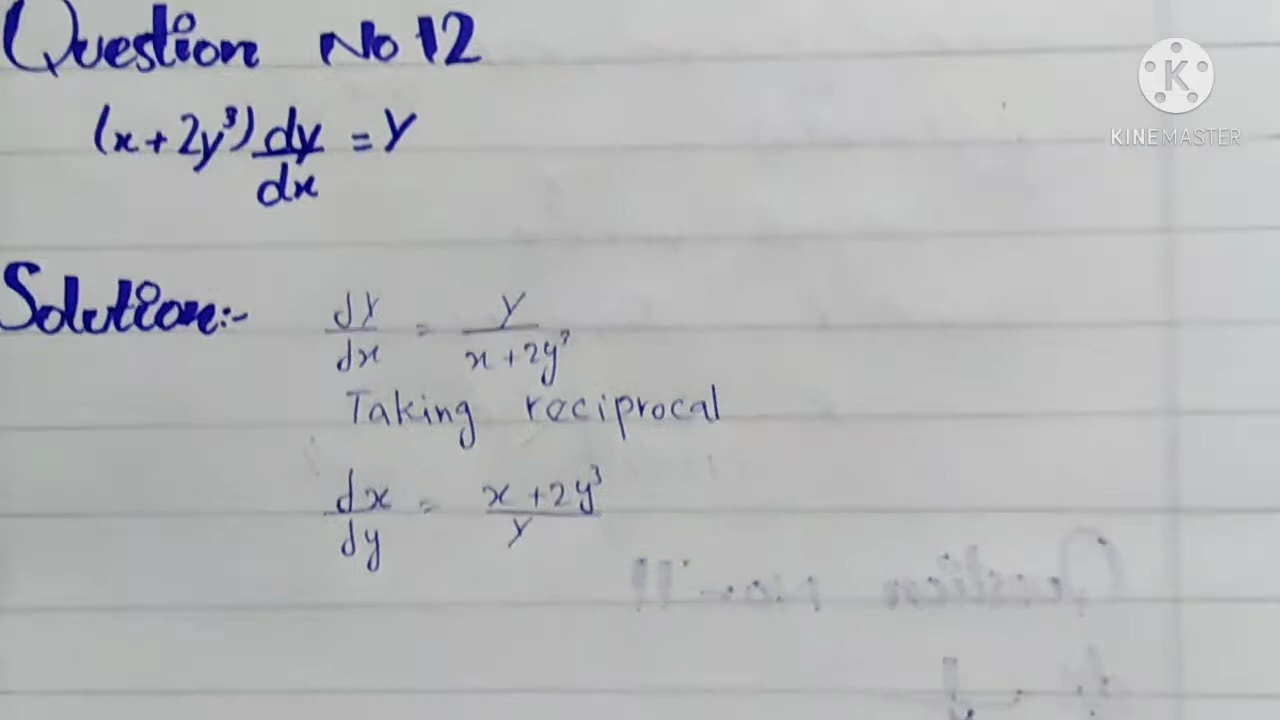 Question No 12
(x+2y³) dy/dx = y
Solution:-
dy/dx = y/x+2y³
Taking reciprocal
dx/dy = x+2y³/y
K
KINEMASTER